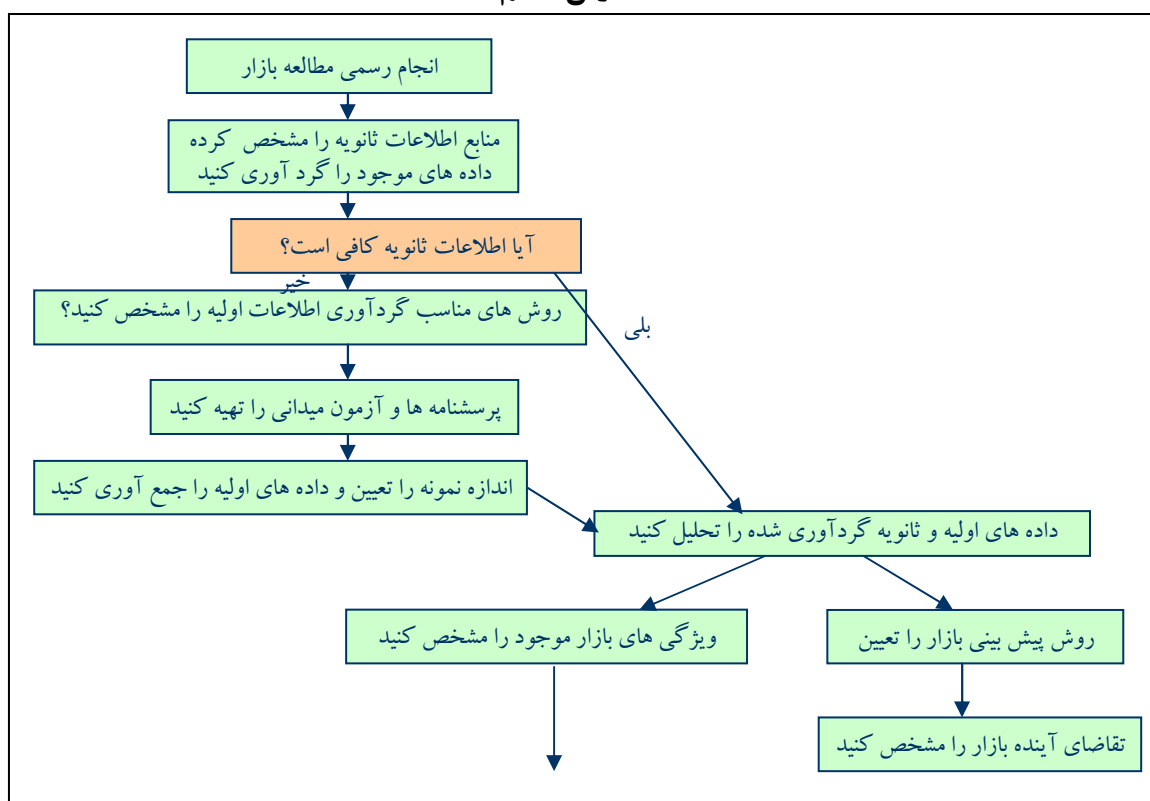 انجام رسمی مطالعه بازار
منابع اطلاعات ثانویه را مشخص کرده
داده های موجود را گرد آوری کنید
آیا اطلاعات ثانویه کافی است؟
خیر
روش های مناسب گردآوری اطلاعات اولیه را مشخص کنید؟
بلی
پرسشنامه ها و آزمون میدانی را تهیه کنید
اندازه نمونه را تعیین و داده های اولیه را جمع آوری کنید
داده های اولیه و ثانویه گردآوری شده را تحلیل کنید
روش پیش بینی بازار را تعیین
ویژگی های بازار موجود را مشخص کنید
تقاضای آینده بازار را مشخص کنید